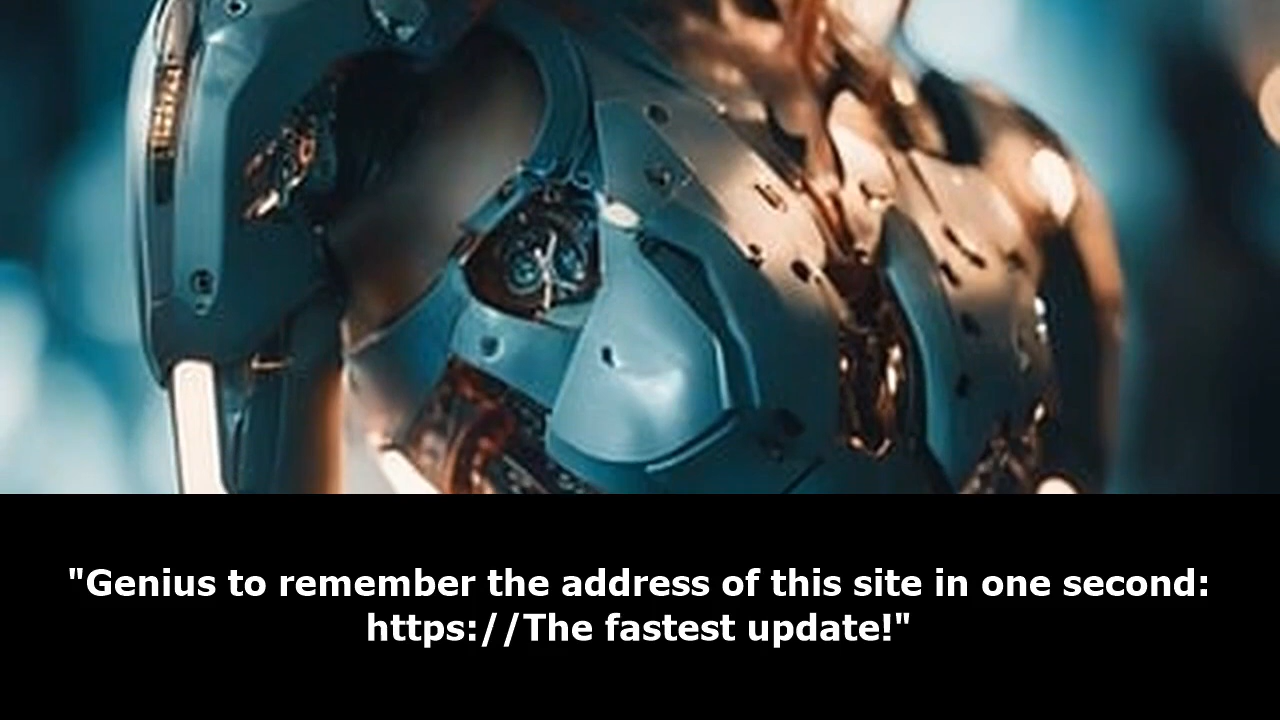 "Genius to remember the address of this site in one second:
https://The fastest update!"